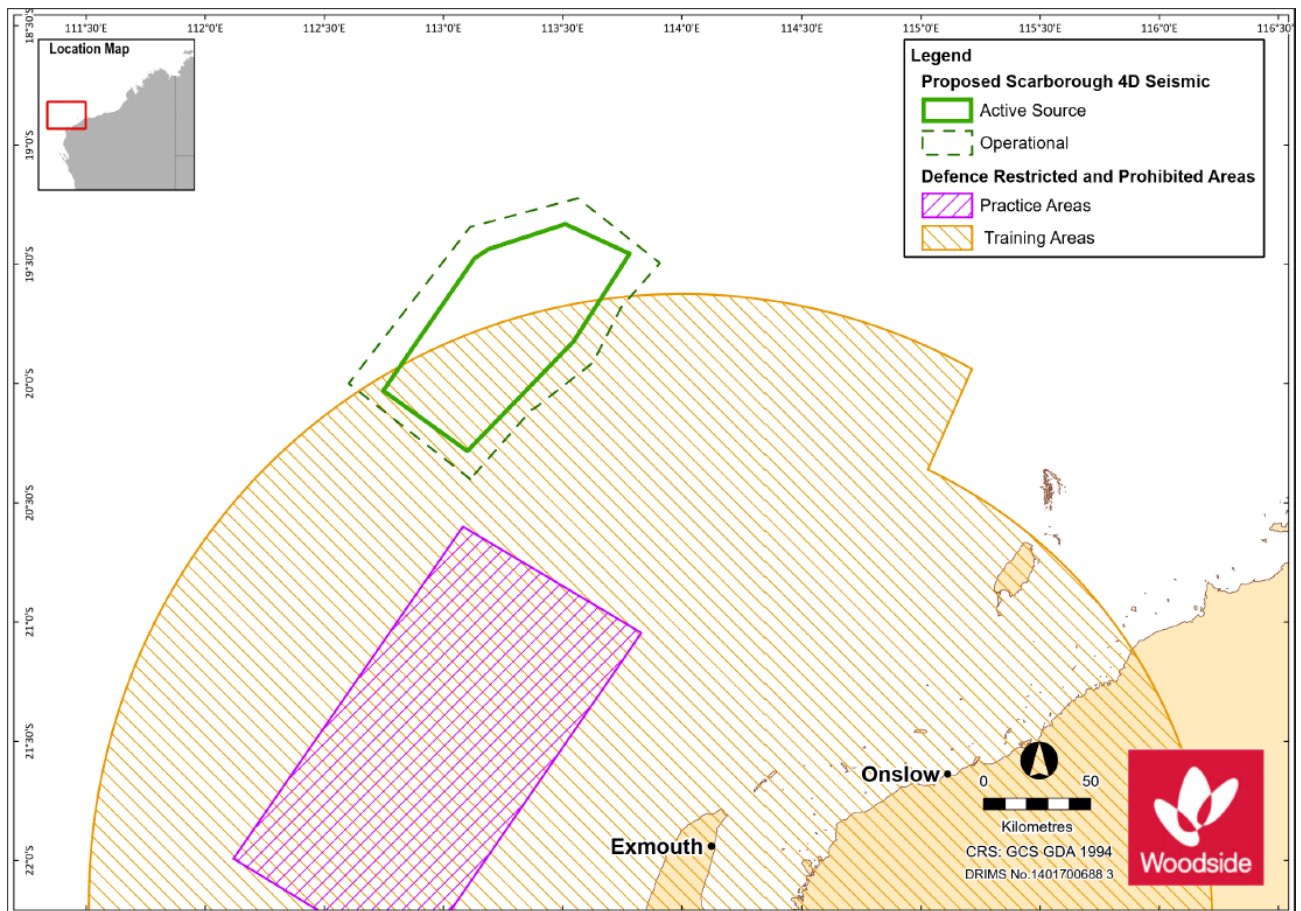 111°30'E 112°0'E 112°30'E 113°0'E 113°30'E 114°0'E 114°30'E 115°0'E 115°30'E 116°0'E 116°30'E
18°30'S
19°0'S
19°30'S
20°0'S
20°30'S
21°0'S
21°30'S
22°0'S
Location Map
Legend
Proposed Scarborough 4D Seismic
Active Source
Operational
Defence Restricted and Prohibited Areas
Practice Areas
Training Areas
Onslow
Exmouth
0 50
Kilometres
CRS: GCS GDA 1994
DRIMS No.1401700688 3
Woodside